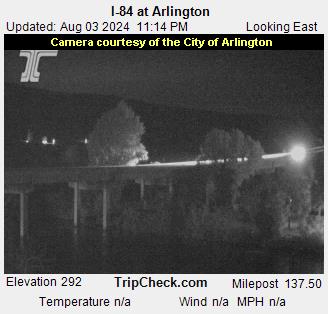 I-84 at Arlington
Updated: Aug 03 2024 11:14 PM Looking East
Camera courtesy of the City of Arlington
Elevation 292 TripCheck.com Milepost 137.50
Temperature n/a Wind n/a MPH n/a